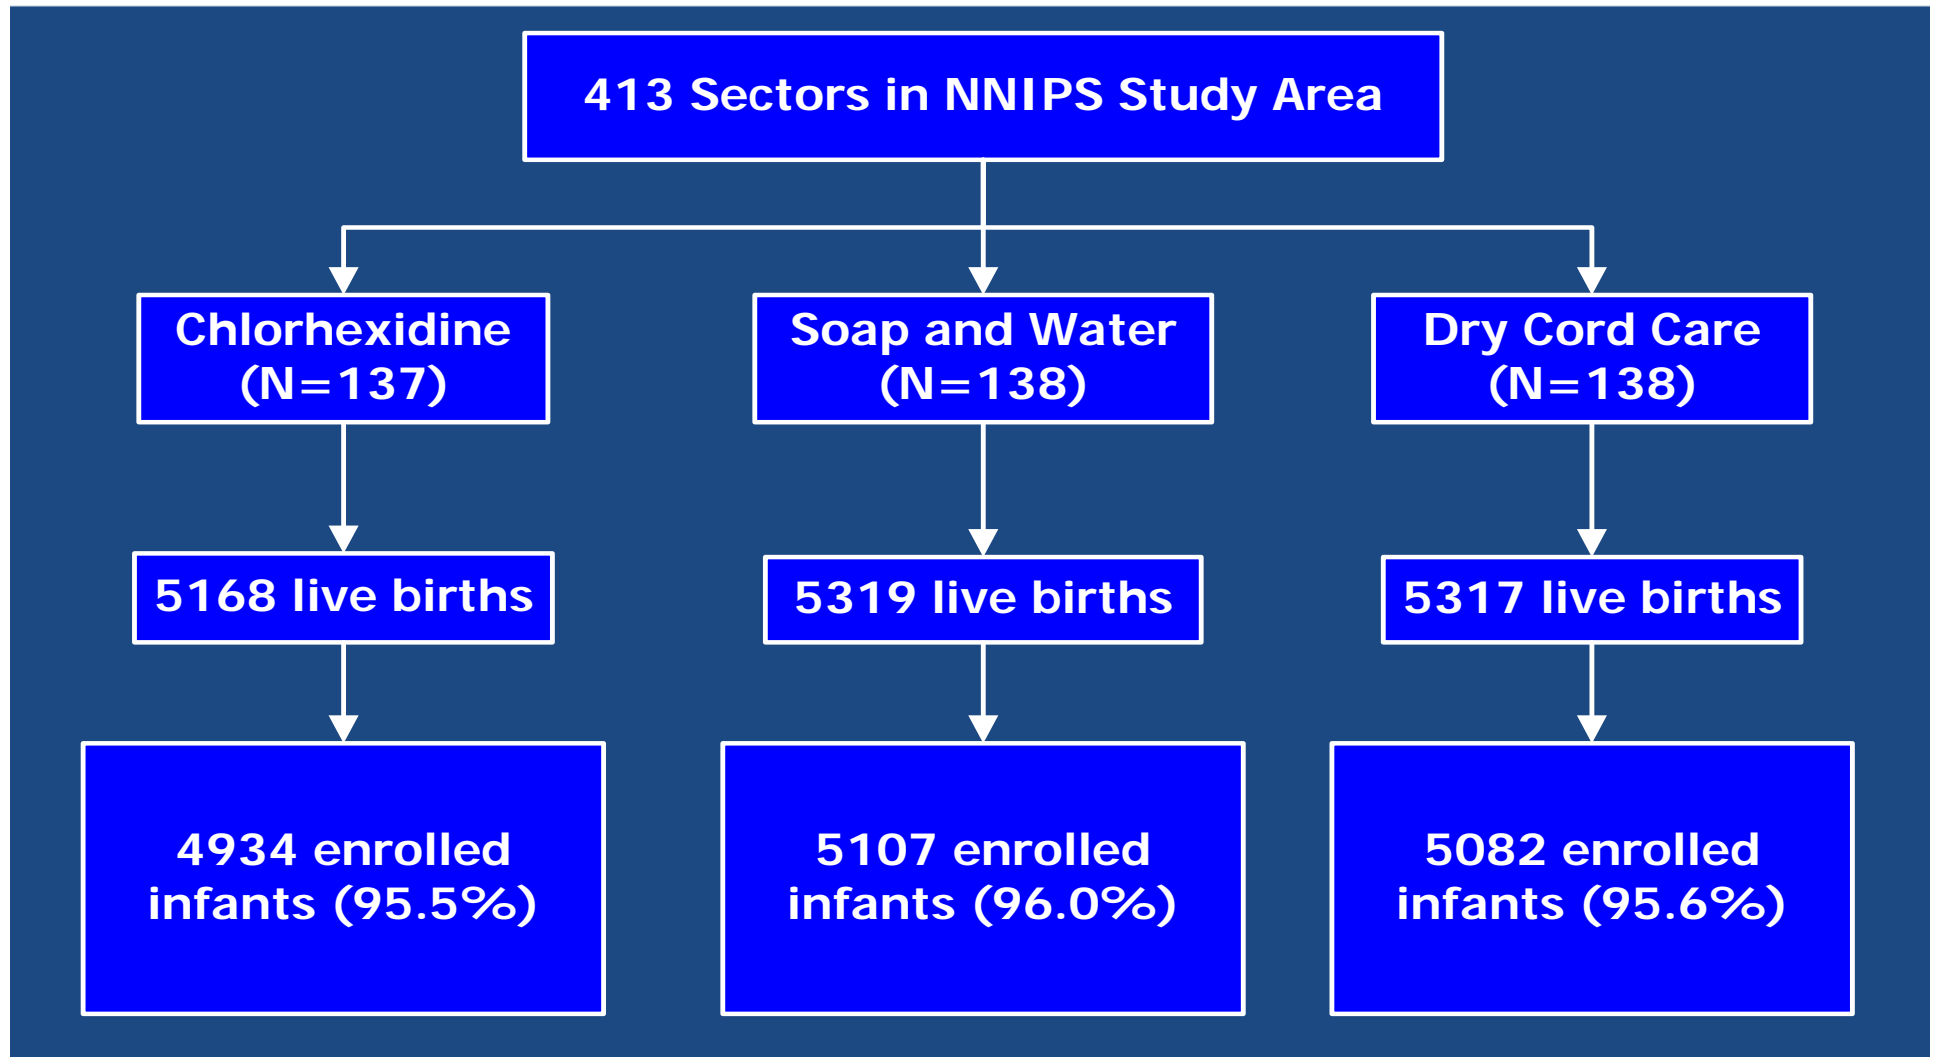 413 Sectors in NNIPS Study Area
Chlorhexidine
(N=137)
Soap and Water
(N=138)
Dry Cord Care
(N=138)
5168 live births
5319 live births
5317 live births
4934 enrolled
infants (95.5%)
5107 enrolled
infants (96.0%)
5082 enrolled
infants (95.6%)